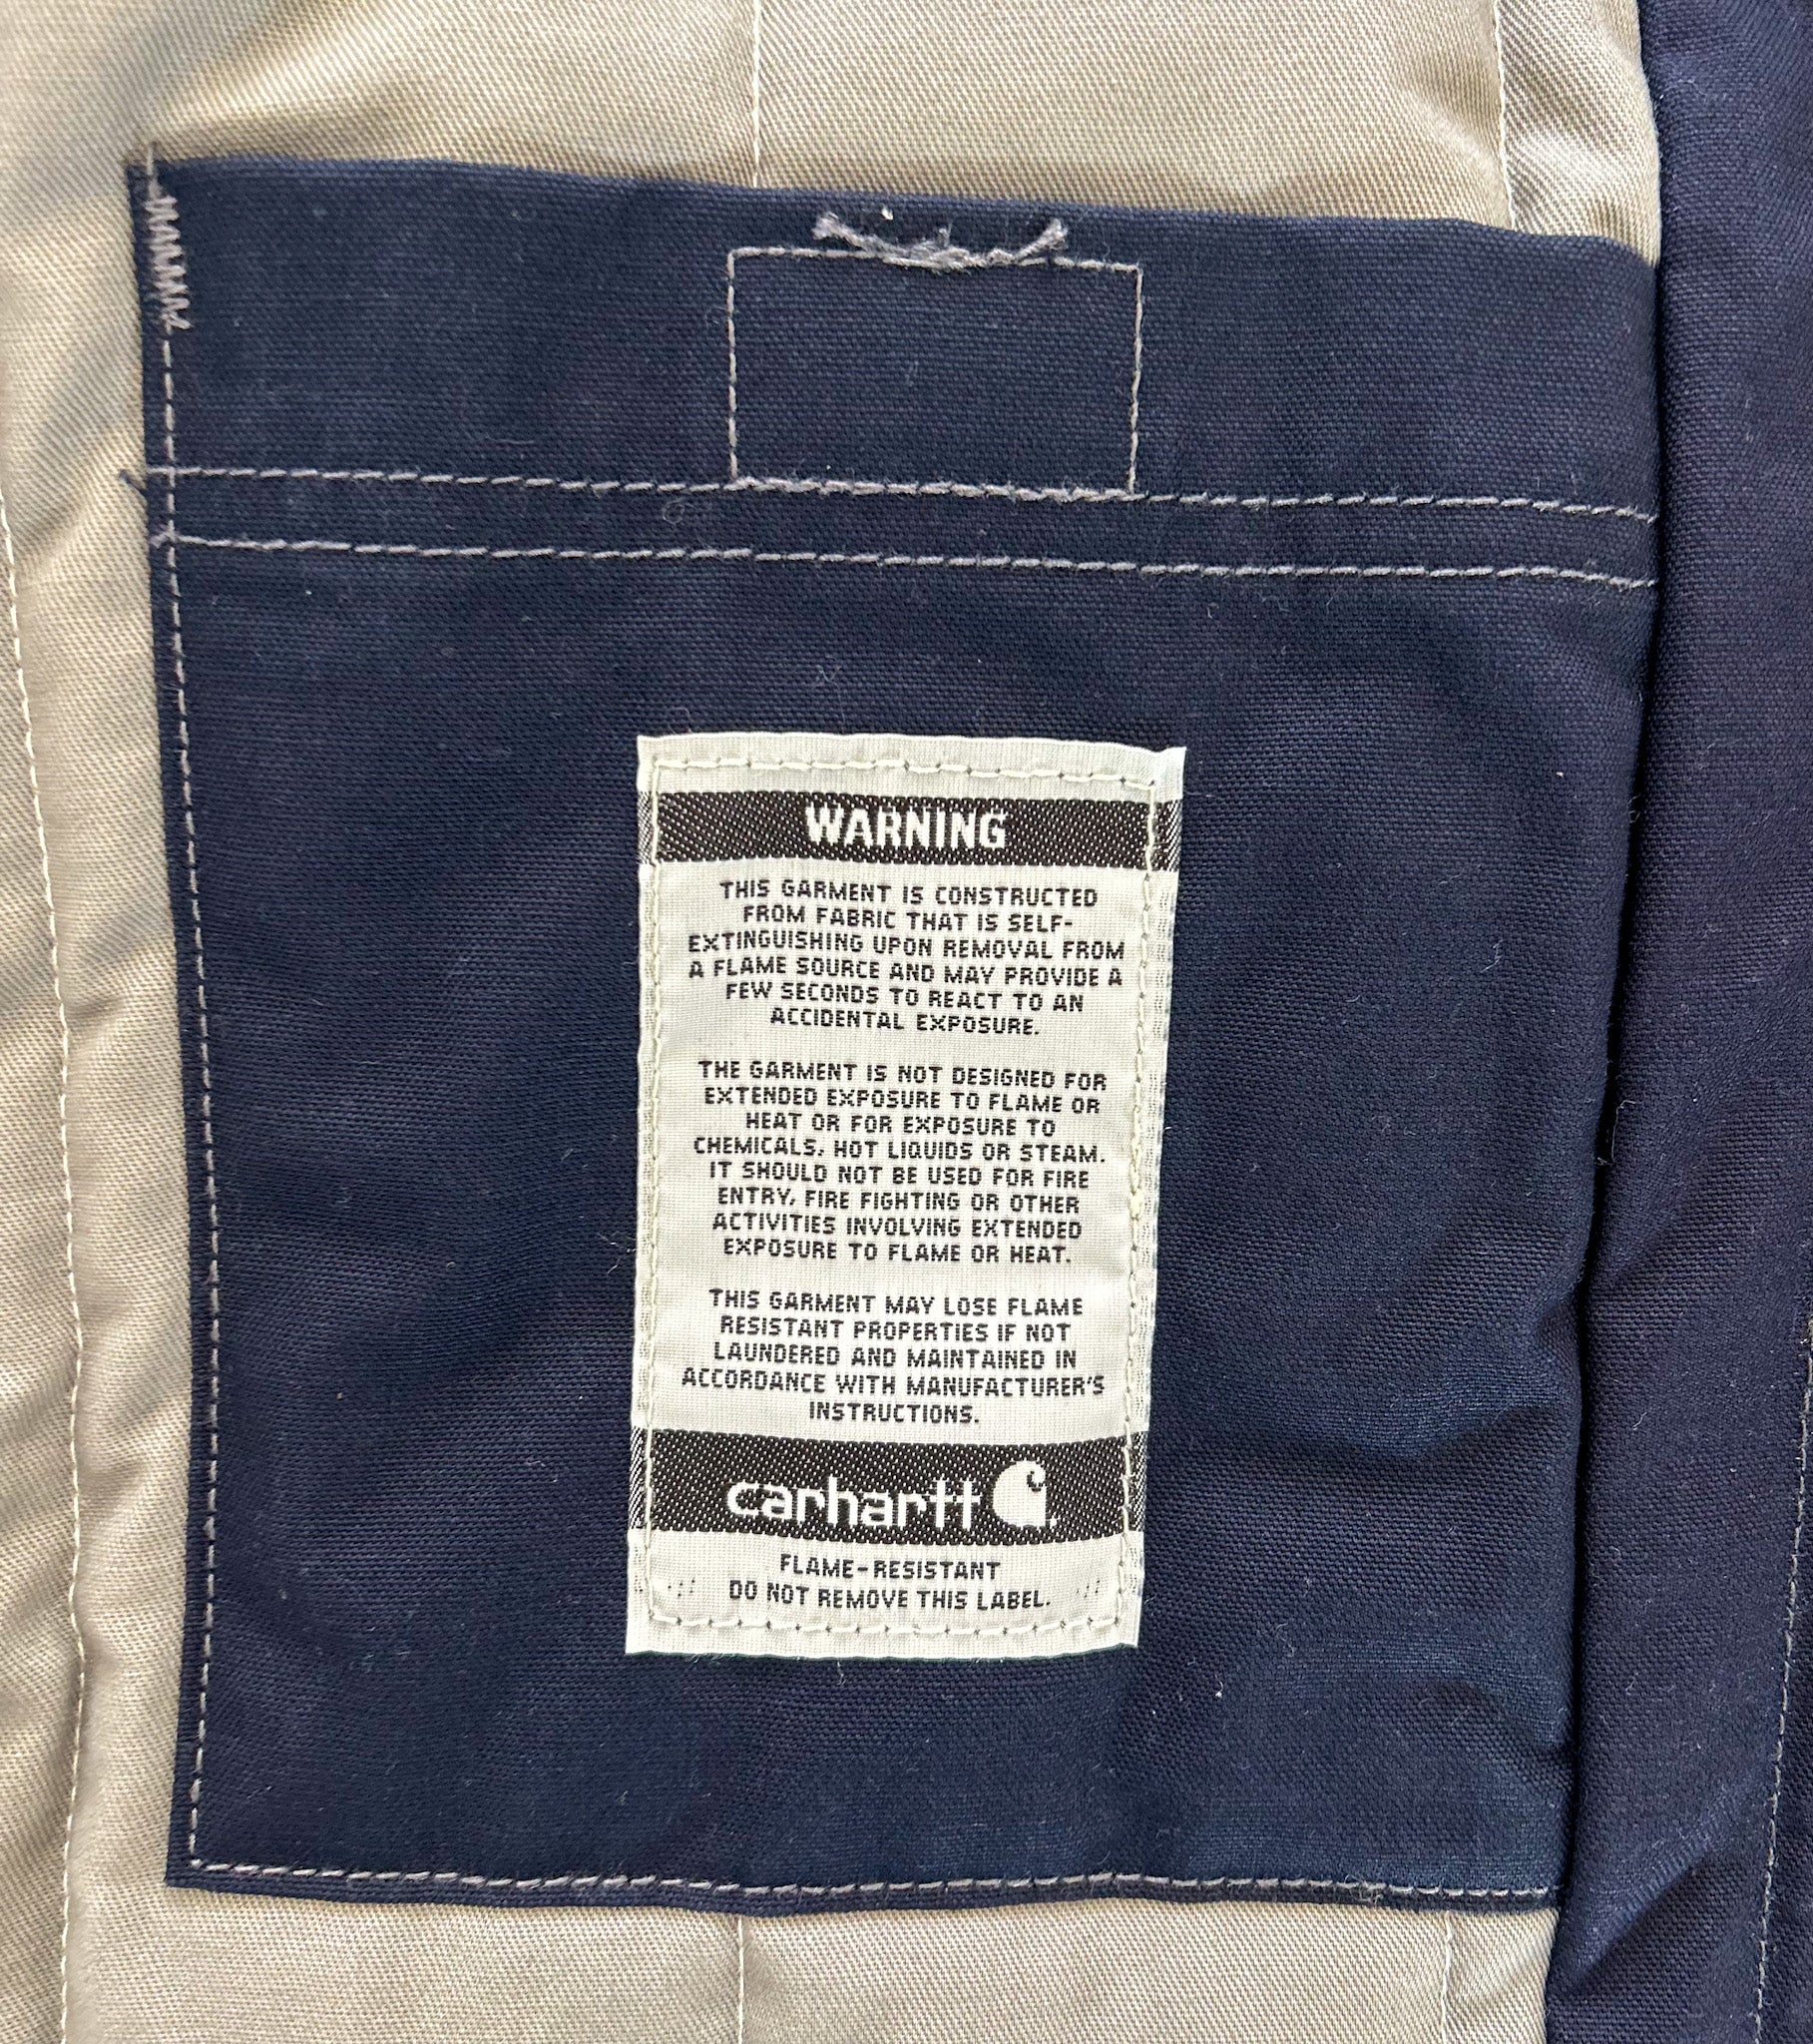 WARNING
THIS GARMENT IS CONSTRUCTED
FROM FABRIC THAT IS SELF-
EXTINGUISHING UPON REMOVAL FROM
A FLAME SOURCE AND MAY PROVIDE A
FEW SECONDS TO REACT TO AN
ACCIDENTAL EXPOSURE.
THE GARMENT IS NOT DESIGNED FOR
EXTENDED EXPOSURE TO FLAME OR
HEAT OR FOR EXPOSURE TO
CHEMICALS, HOT LIQUIDS OR STEAM.
IT SHOULD NOT BE USED FOR FIRE
ENTRY, FIRE FIGHTING OR OTHER
ACTIVITIES INVOLVING EXTENDED
EXPOSURE TO FLAME OR HEAT.
THIS GARMENT MAY LOSE FLAME
RESISTANT PROPERTIES IF NOT
LAUNDERED AND MAINTAINED IN
ACCORDANCE WITH MANUFACTURER'S
INSTRUCTIONS.
carhartt
FLAME-RESISTANT
DO NOT REMOVE THIS LABEL.